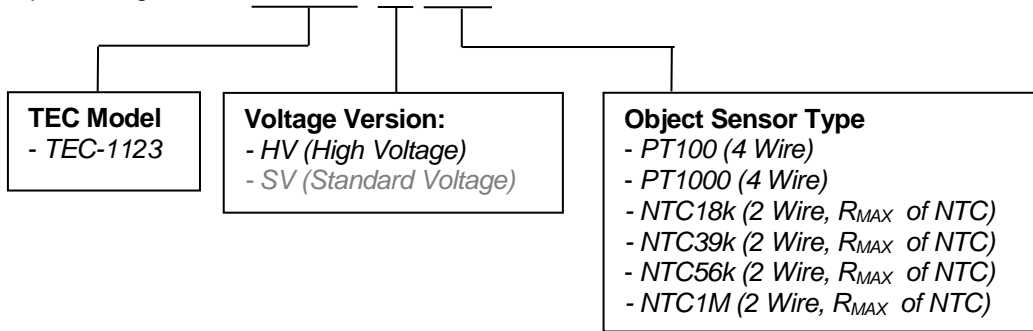 TEC Model
- TEC-1123
Voltage Version:
- HV (High Voltage)
- SV (Standard Voltage)
Object Sensor Type
- PT100 (4 Wire)
- PT1000 (4 Wire)
- NTC18k (2 Wire, RMAX of NTC)
- NTC39k (2 Wire, RMAX of NTC)
- NTC56k (2 Wire, RMAX of NTC)
- NTC1M (2 Wire, RMAX of NTC)